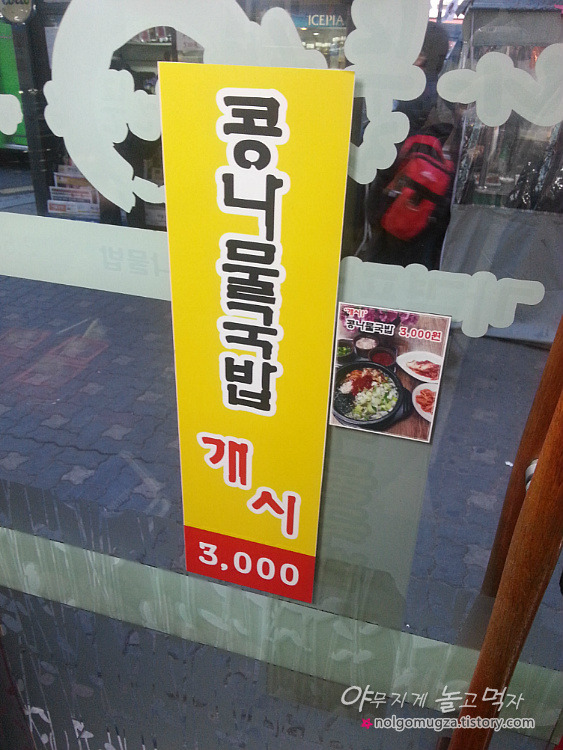 ICEPIA
콩나물국밥
개시
3,000
"개시!"
콩나물국밥 3,000원
야무지게 놀고먹자
nolgomugza.tistory.com